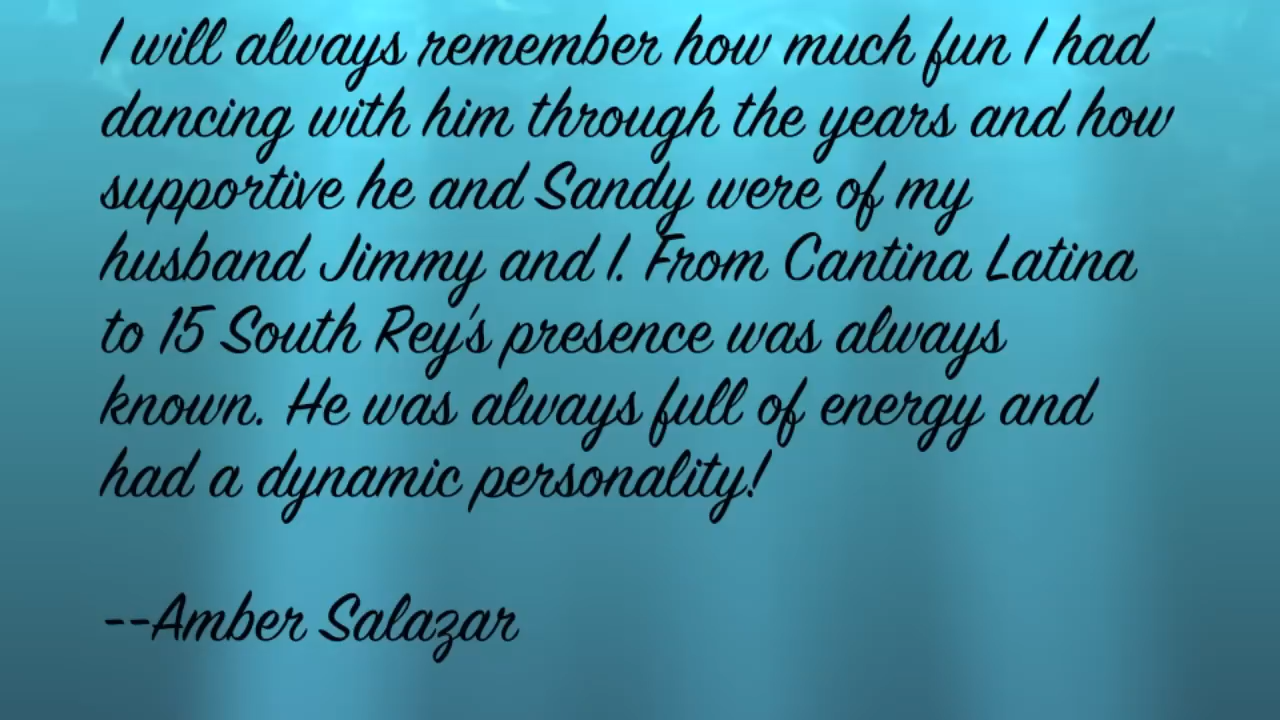 I will always remember how much fun I had
dancing with him through the years and how
supportive he and Sandy were of my
husband Jimmy and I. From Cantina Latina
to 15 South Rey's presence was always
known. He was always full of energy and
had a dynamic personality!
--Amber Salazar